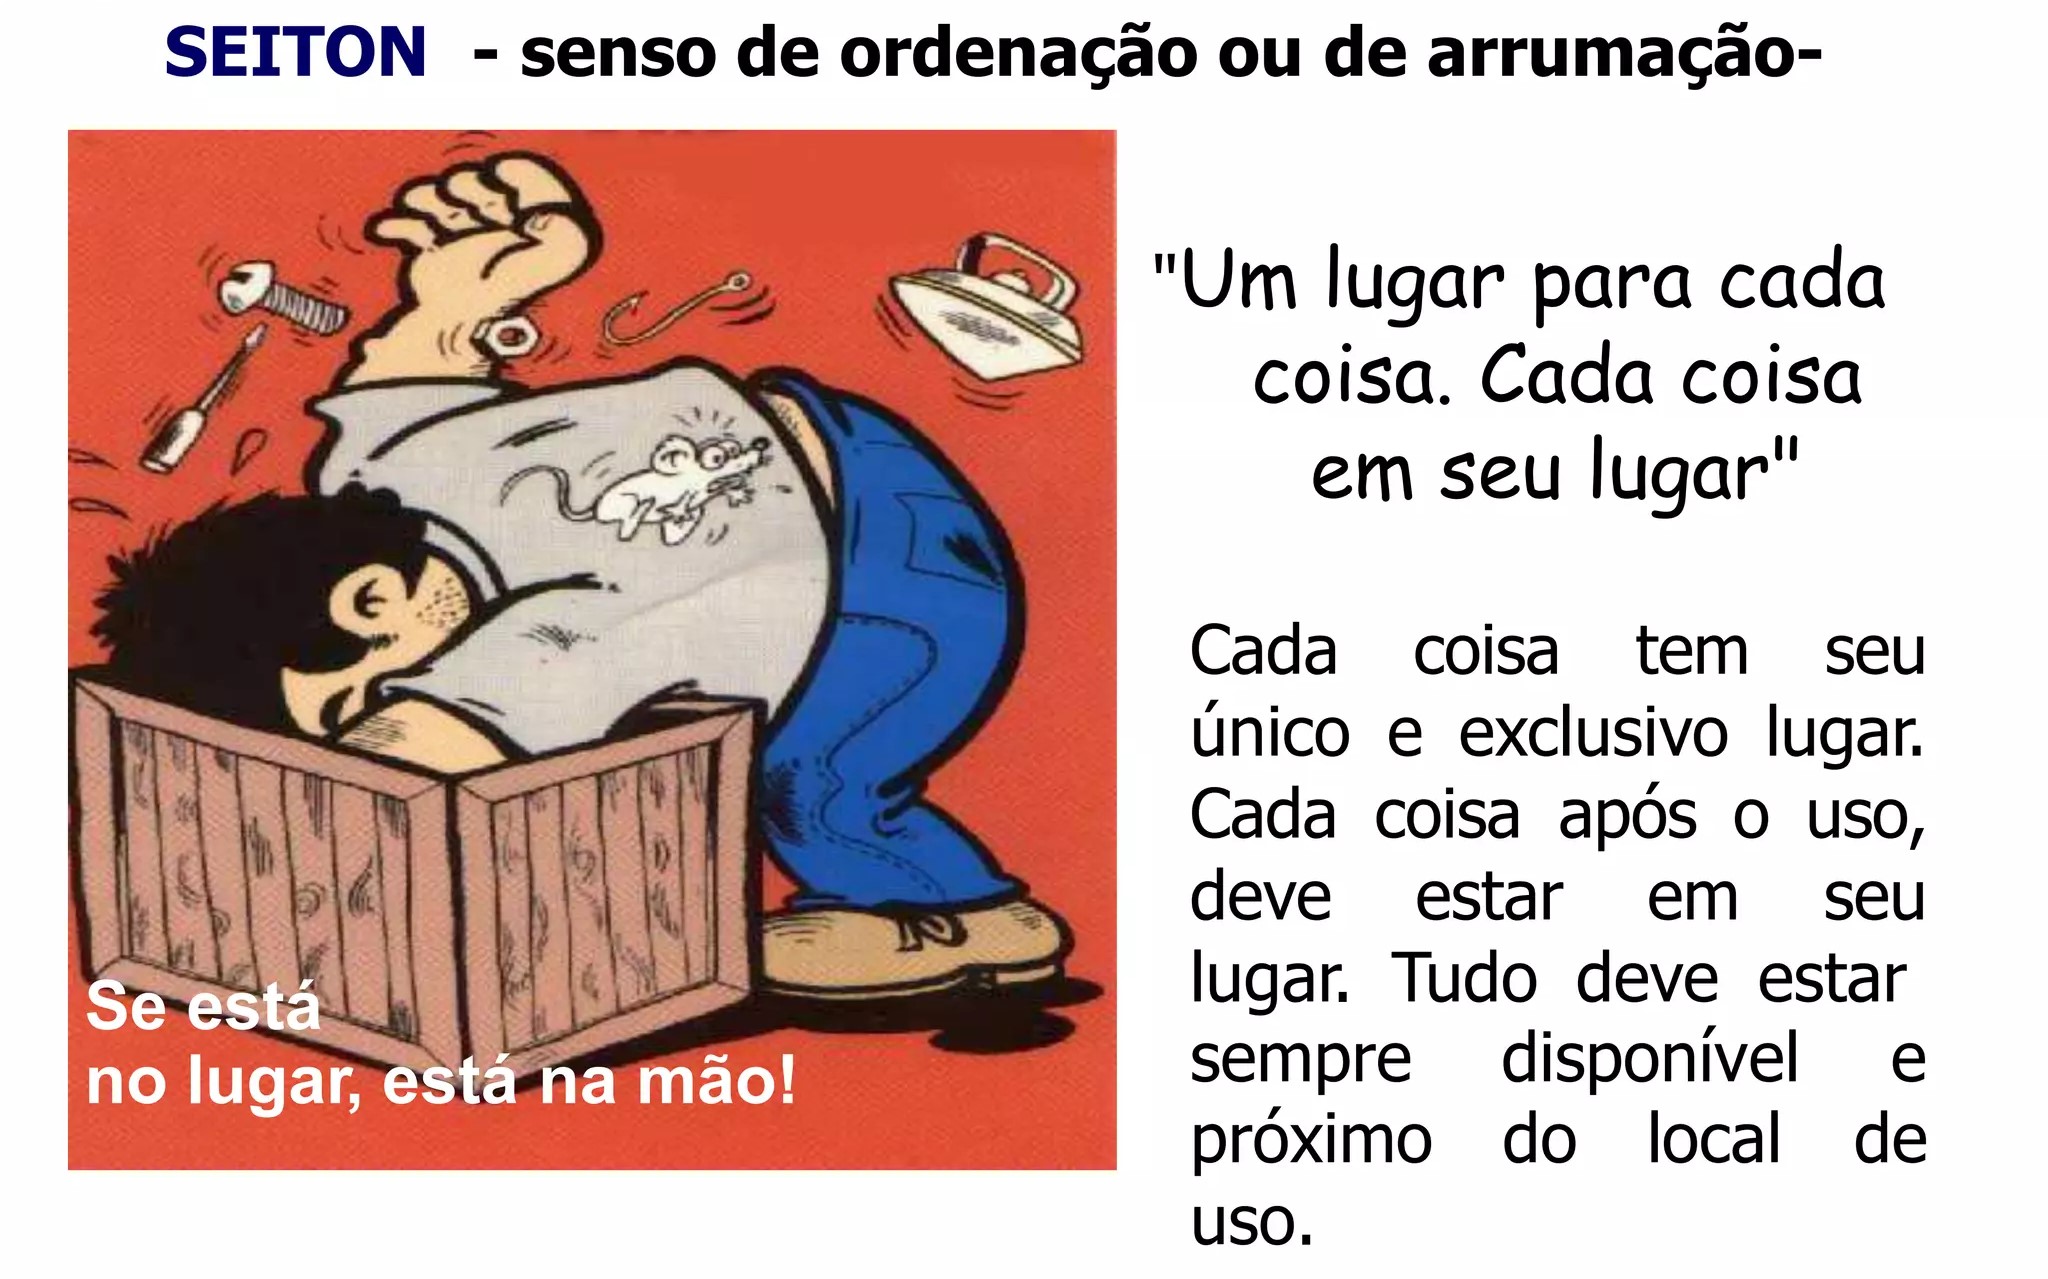 SEITON - senso de ordenação ou de arrumação-
"Um lugar para cada
coisa. Cada coisa
em seu lugar"
Cada coisa tem seu
único e exclusivo lugar.
Cada coisa após o uso,
deve estar em seu
lugar. Tudo deve estar
sempre disponível e
próximo do local de
uso.
Se está
no lugar, está na mão!